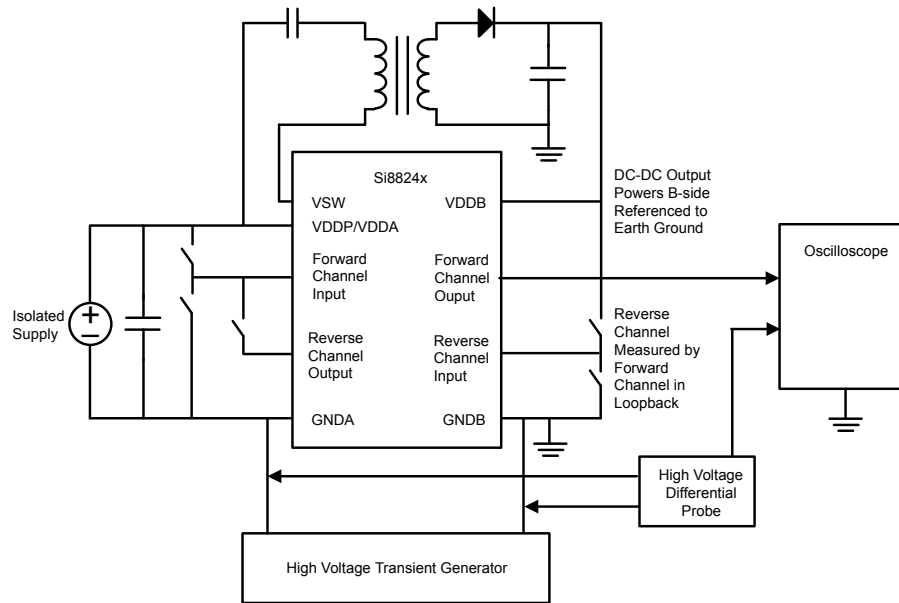 Si8824x
VSW
VDDB
VDDP/VDDA
Forward
Channel
Input
Forward
Channel
Ouput
Reverse
Channel
Output
Reverse
Channel
Input
GNDA
GNDB
Isolated
Supply
+
–
DC-DC Output
Powers B-side
Referenced to
Earth Ground
Oscilloscope
Reverse
Channel
Measured by
Forward
Channel in
Loopback
High Voltage
Differential
Probe
High Voltage Transient Generator